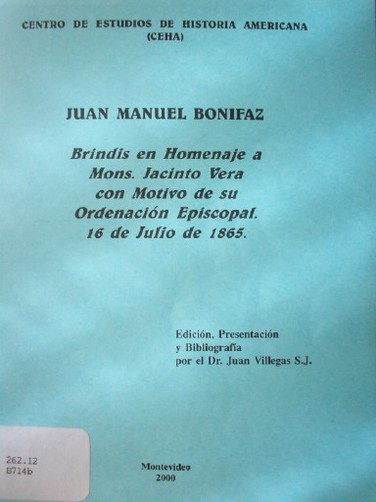 CENTRO DE ESTUDIOS DE HISTORIA AMERICANA
(CEHA)
JUAN MANUEL BONIFAZ
Brindis en Homenaje a
Mons. Jacinto Vera
con Motivo de su
Ordenación Episcopal.
16 de Julio de 1865.
Edición, Presentación
y Bibliografía
por el Dr. Juan Villegas S.J.
262.12
B714b
Montevideo
2000